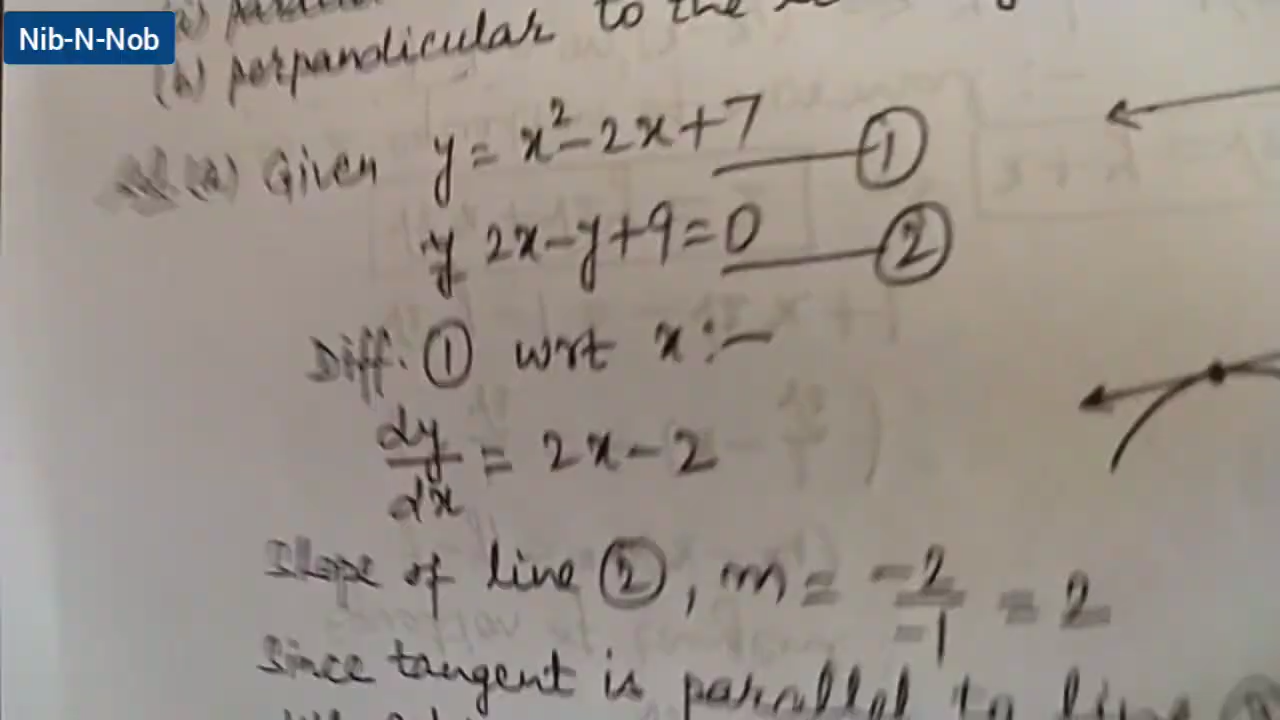 Nib-N-Nob
(b) perpendicular to the
(a) Given y = x² - 2x + 7 ——— ①
2x - y + 9 = 0 ——— ②
Diff. ① wrt x :-
dy/dx = 2x - 2
Slope of line ②, m = -2/-1 = 2
Since tangent is parallel to line